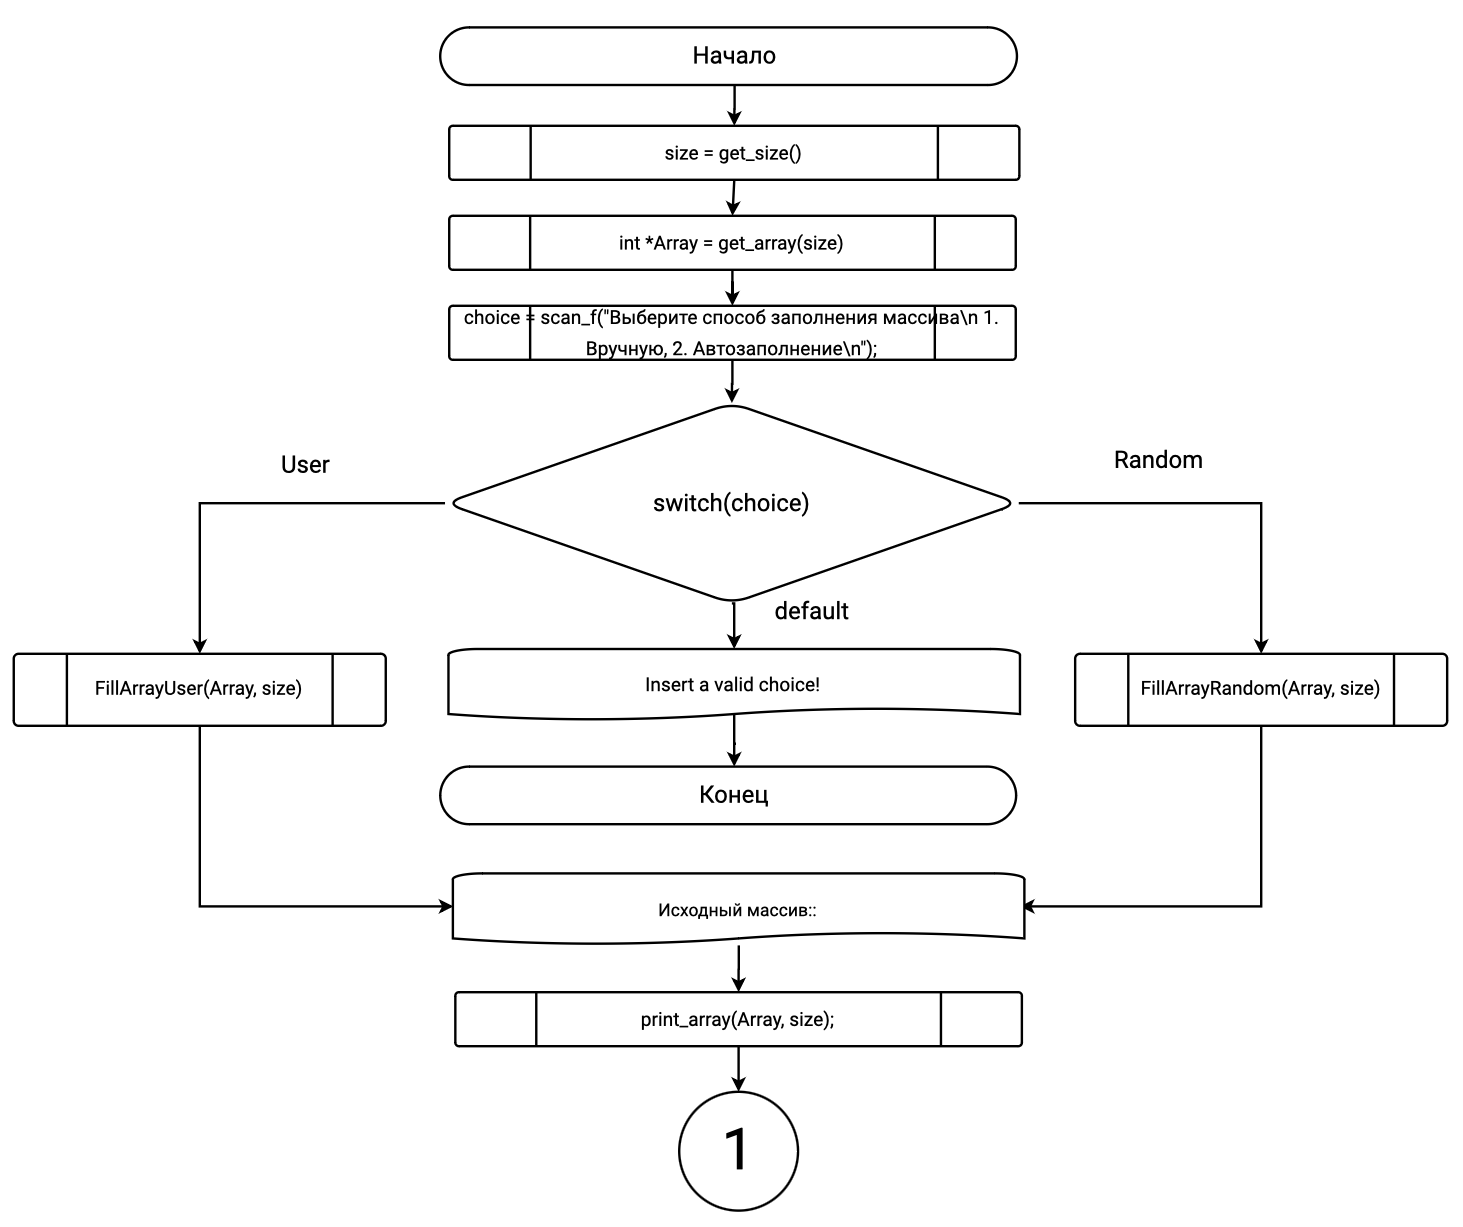 Начало
size = get_size()
int *Array = get_array(size)
choice = scan_f("Выберите способ заполнения массива\n 1.
Вручную, 2. Автозаполнение\n");
User
Random
switch(choice)
default
FillArrayUser(Array, size)
Insert a valid choice!
FillArrayRandom(Array, size)
Конец
Исходный массив::
print_array(Array, size);
1